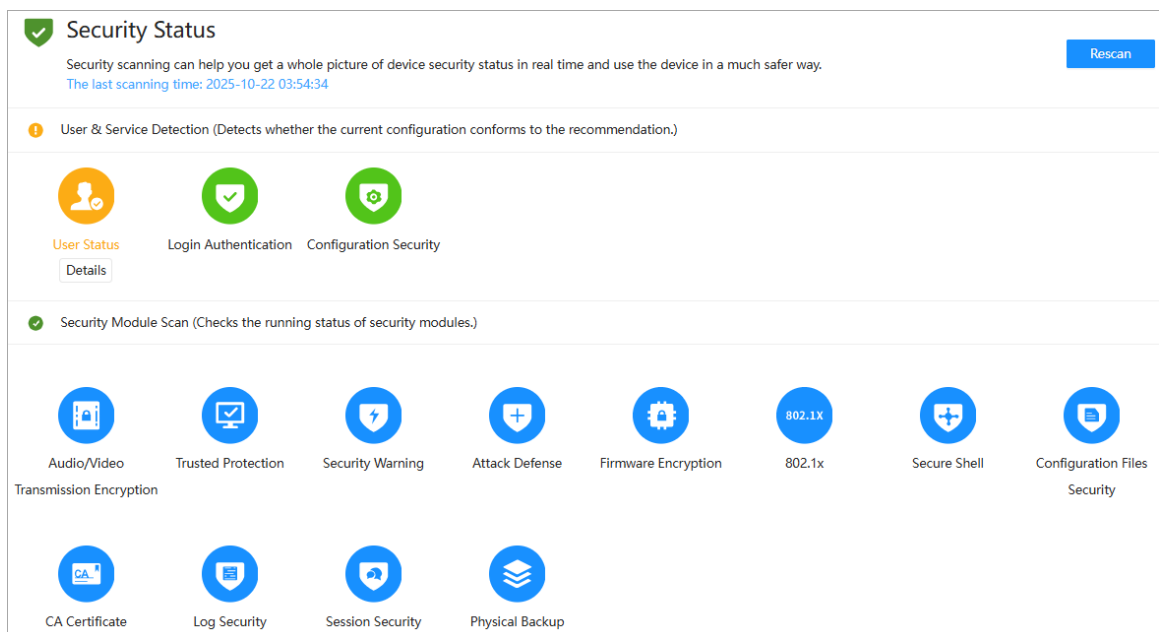 Security Status
Security scanning can help you get a whole picture of device security status in real time and use the device in a much safer way.
Rescan
The last scanning time: 2025-10-22 03:54:34
User & Service Detection (Detects whether the current configuration conforms to the recommendation.)
User Status
Login Authentication
Configuration Security
Details
Security Module Scan (Checks the running status of security modules.)
802.1X
Audio/Video
Transmission Encryption
Trusted Protection
Security Warning
Attack Defense
Firmware Encryption
802.1x
Secure Shell
Configuration Files
Security
CA
CA Certificate
Log Security
Session Security
Physical Backup